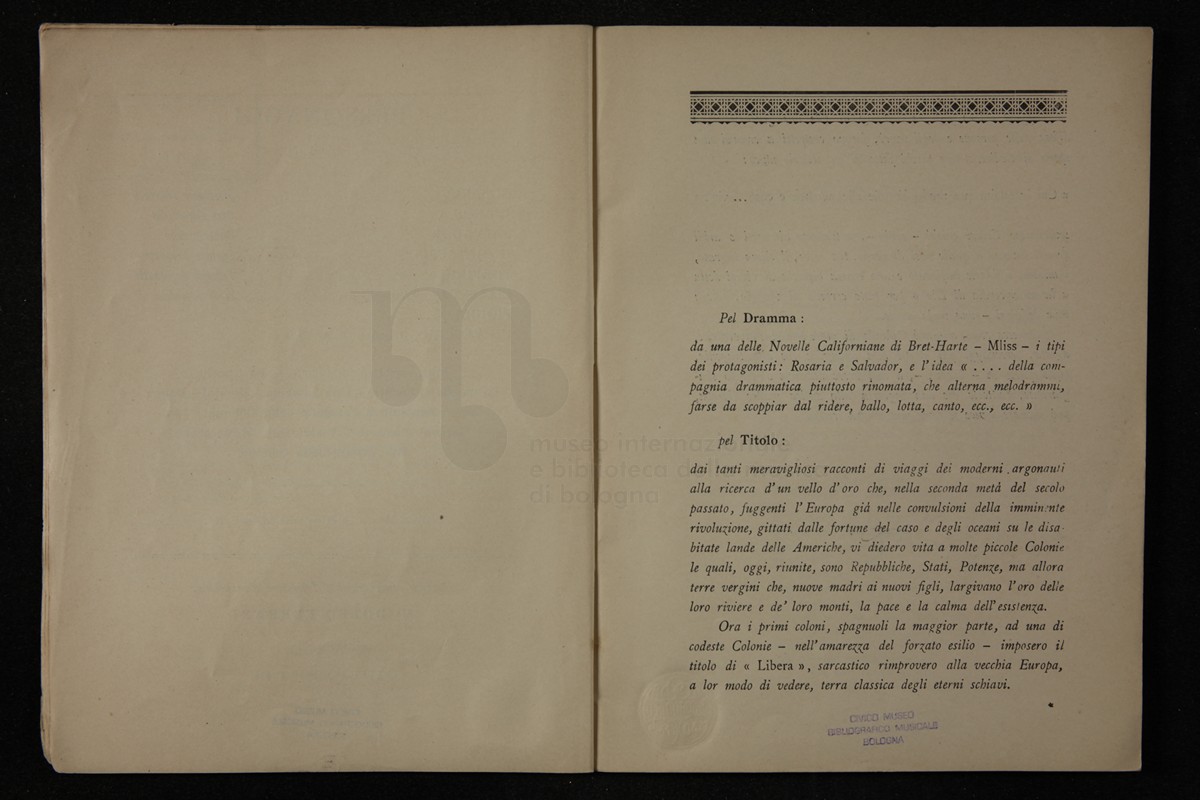 Pel Dramma :
da una delle Novelle Californiane di Bret-Harte – Mliss – i tipi
dei protagonisti: Rosaria e Salvador, e l'idea « . . . . della com-
pagnia drammatica piuttosto rinomata, che alterna melodrammi,
farse da scoppiar dal ridere, ballo, lotta, canto, ecc., ecc. »
pel Titolo :
dai tanti meravigliosi racconti di viaggi dei moderni argonauti
alla ricerca d'un vello d'oro che, nella seconda metà del secolo
passato, fuggenti l'Europa già nelle convulsioni della imminente
rivoluzione, gittati dalle fortune del caso e degli oceani su le disa-
bitate lande delle Americhe, vi diedero vita a molte piccole Colonie
le quali, oggi, riunite, sono Repubbliche, Stati, Potenze, ma allora
terre vergini che, nuove madri ai nuovi figli, largivano l'oro delle
loro riviere e de' loro monti, la pace e la calma dell'esistenza.
Ora i primi coloni, spagnuoli la maggior parte, ad una di
codeste Colonie – nell'amarezza del forzato esilio – imposero il
titolo di « Libera », sarcastico rimprovero alla vecchia Europa,
a lor modo di vedere, terra classica degli eterni schiavi.
CIVICO MUSEO
BIBLIOGRAFICO MUSICALE
BOLOGNA
museo internazionale
e biblioteca della
di bologna